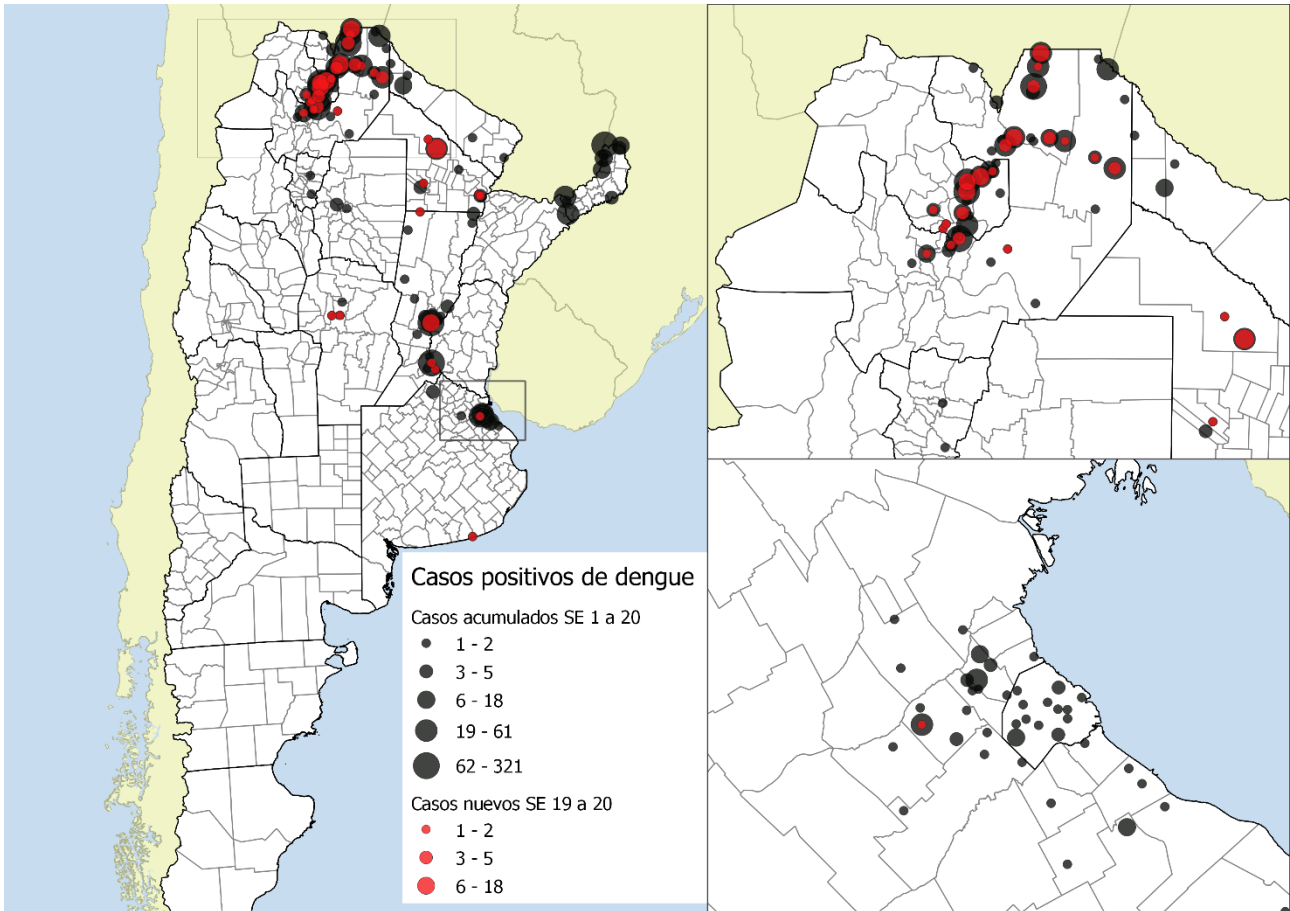 Casos positivos de dengue
Casos acumulados SE 1 a 20
1 - 2
3 - 5
6 - 18
19 - 61
62 - 321
Casos nuevos SE 19 a 20
1 - 2
3 - 5
6 - 18